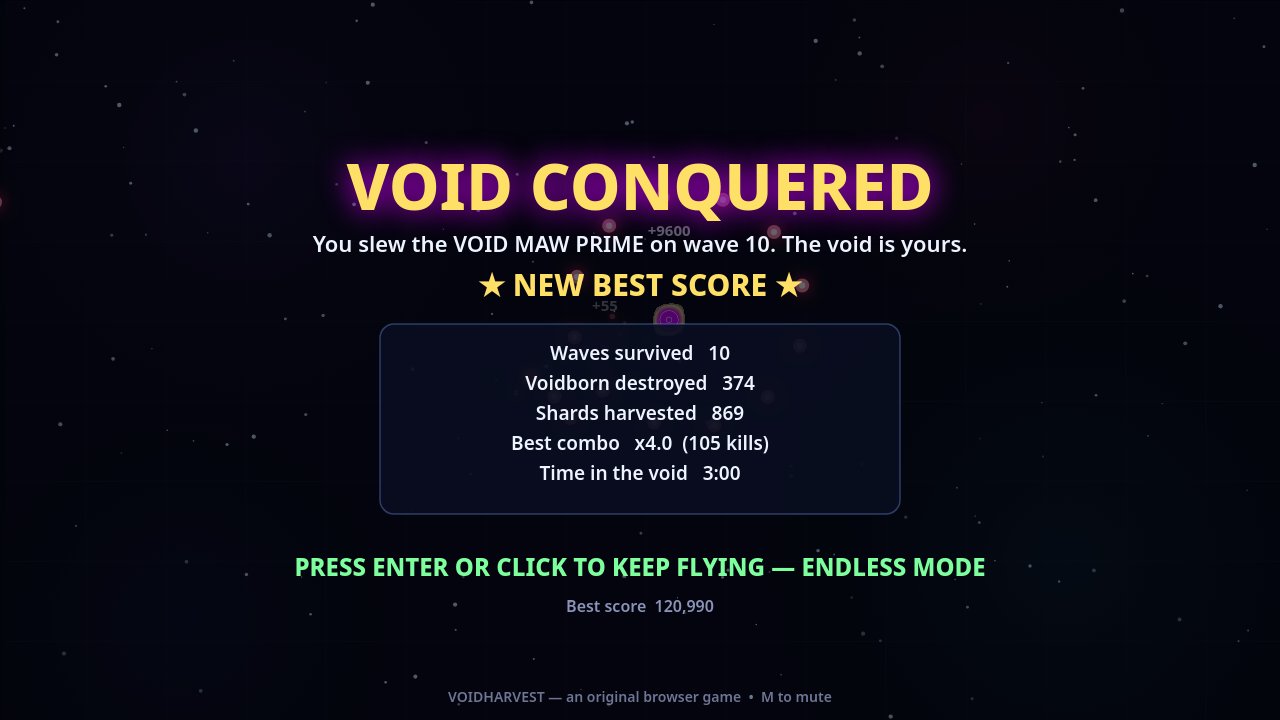 VOID CONQUERED
+9600
You slew the VOID MAW PRIME on wave 10. The void is yours.
★ NEW BEST SCORE ★
+55
Waves survived 10
Voidborn destroyed 374
Shards harvested 869
Best combo x4.0 (105 kills)
Time in the void 3:00
PRESS ENTER OR CLICK TO KEEP FLYING — ENDLESS MODE
Best score 120,990
VOIDHARVEST — an original browser game • M to mute